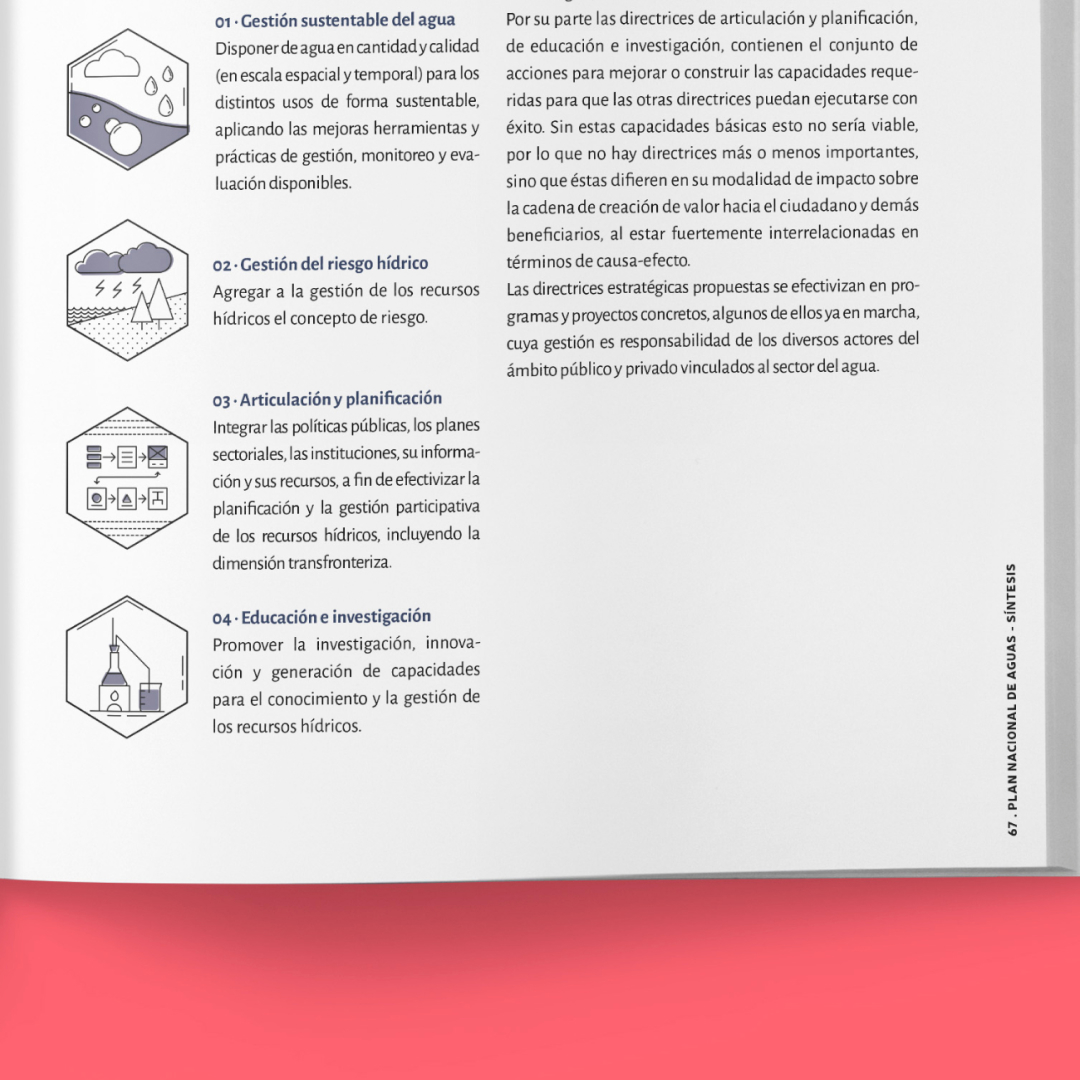 01 · Gestión sustentable del agua
Disponer de agua en cantidad y calidad
(en escala espacial y temporal) para los
distintos usos de forma sustentable,
aplicando las mejoras herramientas y
prácticas de gestión, monitoreo y eva-
luación disponibles.
02 · Gestión del riesgo hídrico
Agregar a la gestión de los recursos
hídricos el concepto de riesgo.
03 · Articulación y planificación
Integrar las políticas públicas, los planes
sectoriales, las instituciones, su informa-
ción y sus recursos, a fin de efectivizar la
planificación y la gestión participativa
de los recursos hídricos, incluyendo la
dimensión transfronteriza.
04 · Educación e investigación
Promover la investigación, innova-
ción y generación de capacidades
para el conocimiento y la gestión de
los recursos hídricos.
Por su parte las directrices de articulación y planificación,
de educación e investigación, contienen el conjunto de
acciones para mejorar o construir las capacidades reque-
ridas para que las otras directrices puedan ejecutarse con
éxito. Sin estas capacidades básicas esto no sería viable,
por lo que no hay directrices más o menos importantes,
sino que éstas difieren en su modalidad de impacto sobre
la cadena de creación de valor hacia el ciudadano y demás
beneficiarios, al estar fuertemente interrelacionadas en
términos de causa-efecto.
Las directrices estratégicas propuestas se efectivizan en pro-
gramas y proyectos concretos, algunos de ellos ya en marcha,
cuya gestión es responsabilidad de los diversos actores del
ámbito público y privado vinculados al sector del agua.
67 . PLAN NACIONAL DE AGUAS - SÍNTESIS